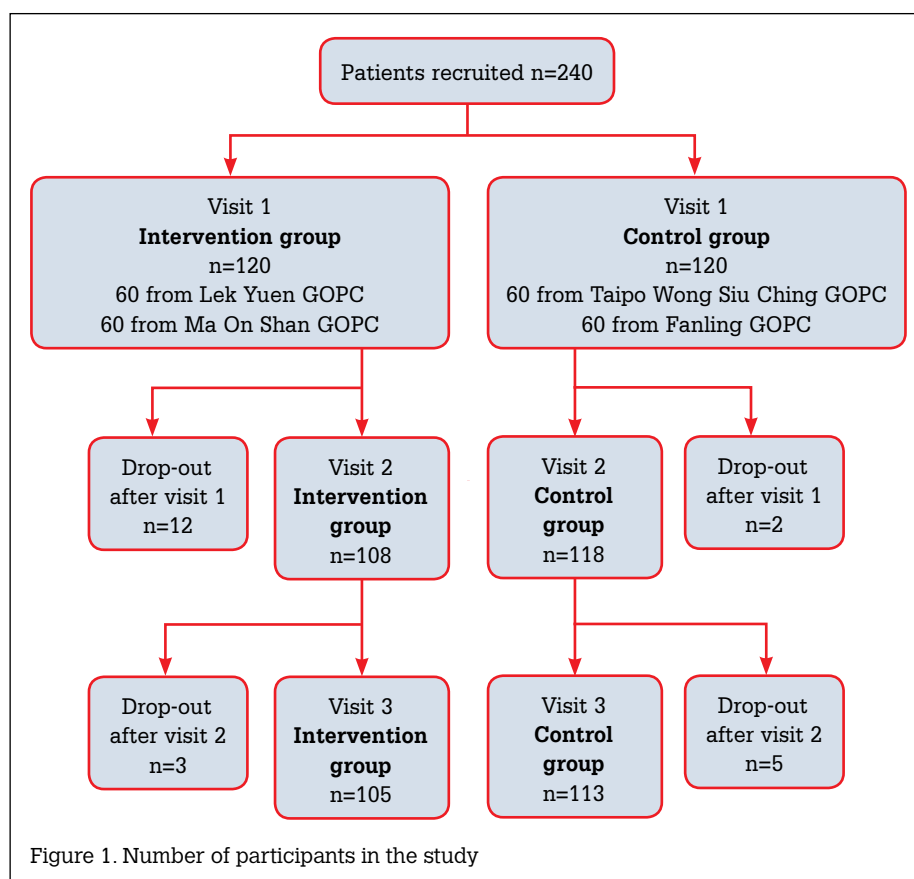 Patients recruited n=240
Visit 1
Intervention group
n=120
60 from Lek Yuen GOPC
60 from Ma On Shan GOPC
Visit 1
Control group
n=120
60 from Taipo Wong Siu Ching GOPC
60 from Fanling GOPC
Drop-out
after visit 1
n=12
Visit 2
Intervention
group
n=108
Visit 2
Control
group
n=118
Drop-out
after visit 1
n=2
Drop-out
after visit 2
n=3
Visit 3
Intervention
group
n=105
Visit 3
Control
group
n=113
Drop-out
after visit 2
n=5
Figure 1. Number of participants in the study